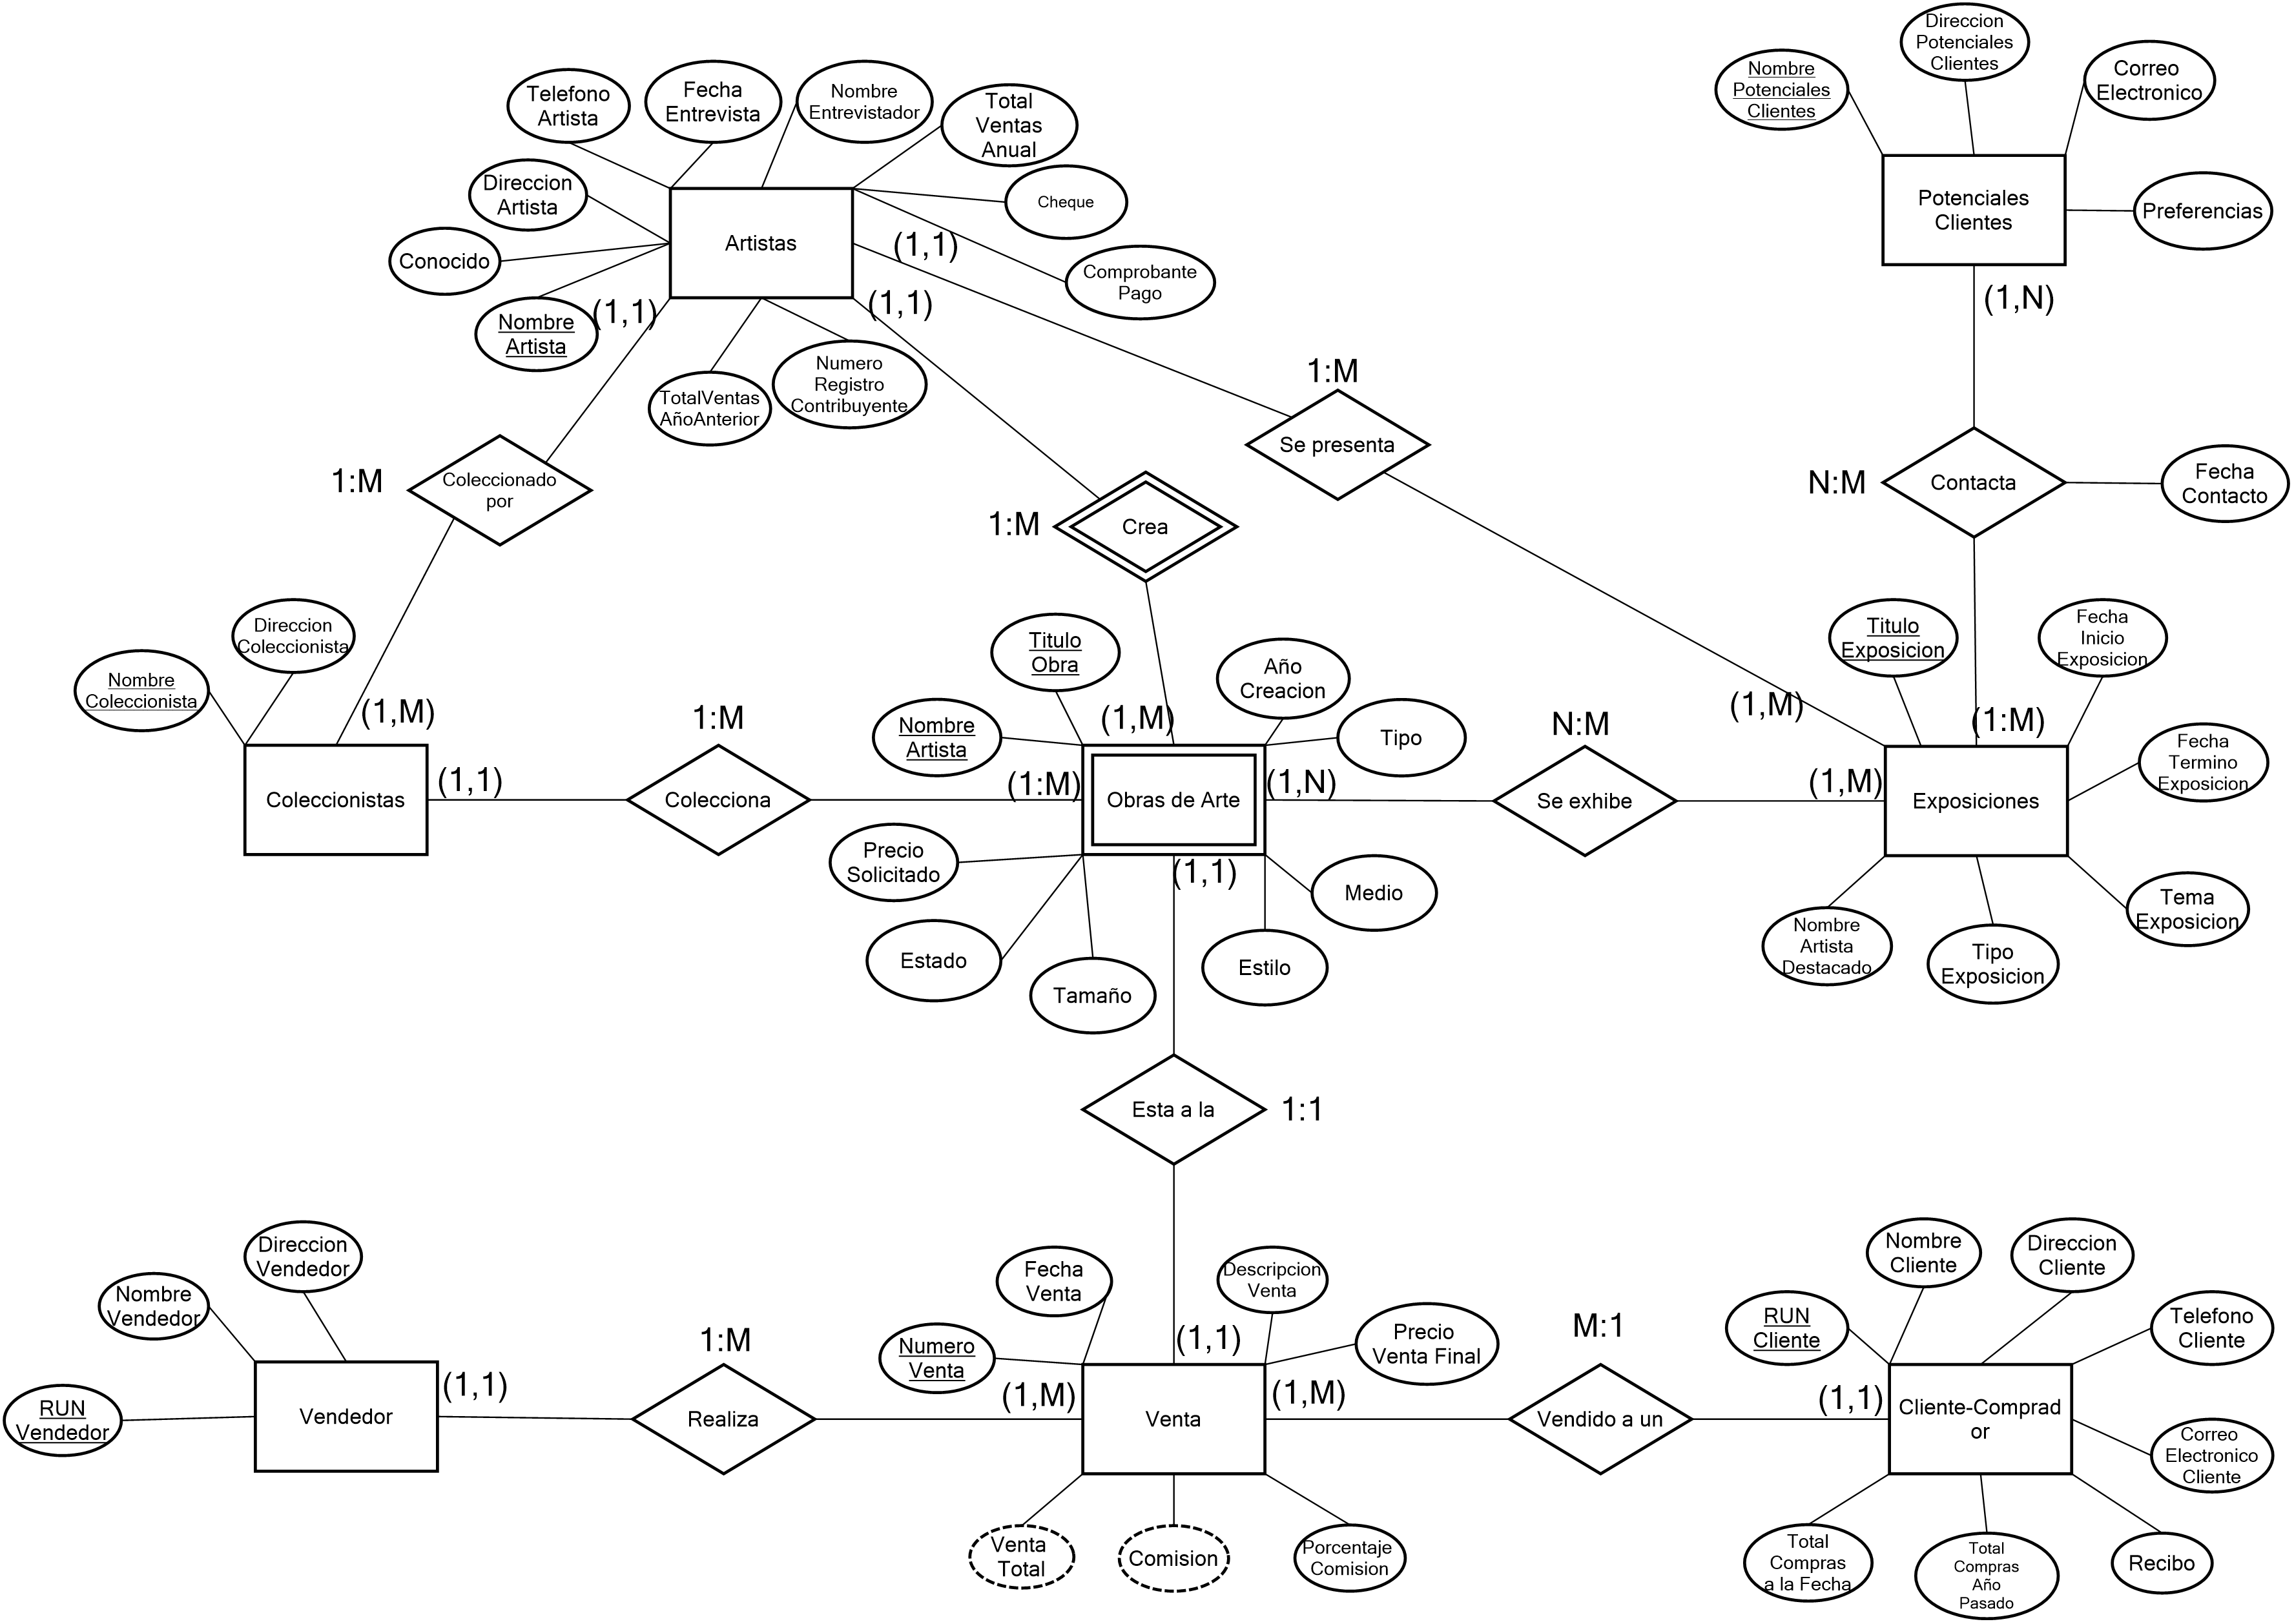 Direccion
Potenciales
Clientes
Nombre
Potenciales
Clientes
Correo
Electronico
Telefono
Artista
Fecha
Entrevista
Nombre
Entrevistador
Total
Ventas
Anual
Direccion
Artista
Cheque
Artistas
Potenciales
Clientes
Preferencias
Conocido
(1,1)
Comprobante
Pago
Nombre
Artista
(1,1)
(1,1)
(1,N)
TotalVentas
AñoAnterior
Numero
Registro
Contribuyente
1:M
Se presenta
1:M
Coleccionado
por
N:M
Contacta
Fecha
Contacto
1:M
Crea
Nombre
Coleccionista
Direccion
Coleccionista
Titulo
Obra
Año
Creacion
Titulo
Exposicion
Fecha
Inicio
Exposicion
(1,M)
1:M
Nombre
Artista
(1,M)
Tipo
N:M
(1,M)
(1:M)
Fecha
Termino
Exposicion
Coleccionistas
(1,1)
Colecciona
(1:M)
Obras de Arte
(1,N)
Se exhibe
(1,M)
Exposiciones
Precio
Solicitado
(1,1)
Medio
Tema
Exposicion
Estado
Tamaño
Estilo
Nombre
Artista
Destacado
Tipo
Exposicion
Esta a la
1:1
Direccion
Vendedor
Nombre
Vendedor
Fecha
Venta
Descripcion
Venta
Nombre
Cliente
Direccion
Cliente
1:M
Numero
Venta
(1,1)
Precio
Venta Final
M:1
RUN
Cliente
Telefono
Cliente
RUN
Vendedor
Vendedor
(1,1)
Realiza
(1,M)
Venta
(1,M)
Vendido a un
(1,1)
Cliente-Comprad
or
Correo
Electronico
Cliente
Venta
Total
Comision
Porcentaje
Comision
Total
Compras
a la Fecha
Total
Compras
Año
Pasado
Recibo